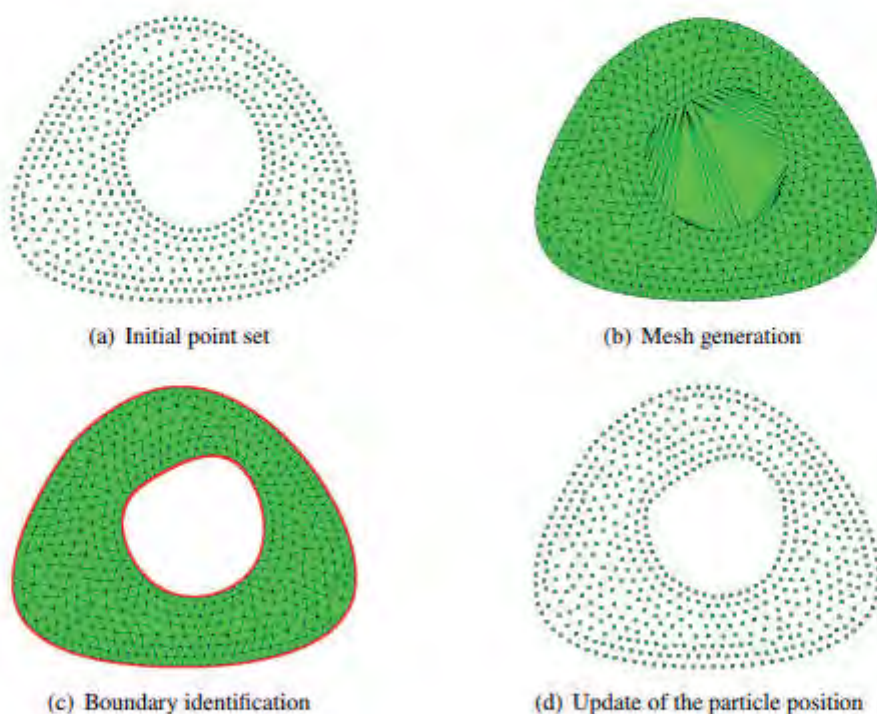 (a) Initial point set
(b) Mesh generation
(c) Boundary identification
(d) Update of the particle position